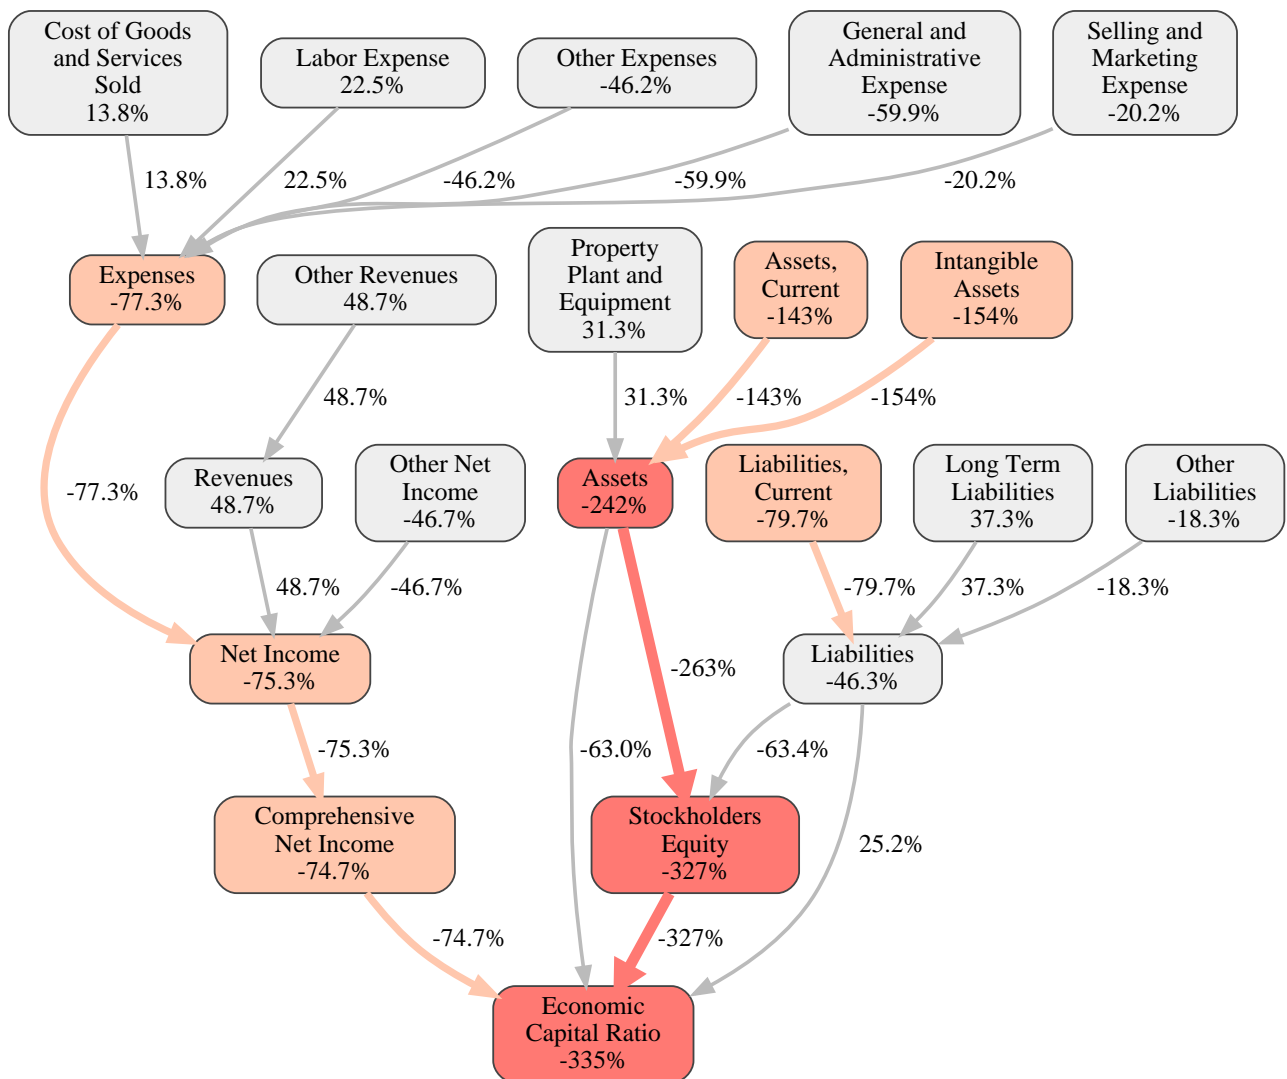 Cost of Goods
and Services
Sold
13.8%
Labor Expense
22.5%
Other Expenses
-46.2%
General and
Administrative
Expense
-59.9%
Selling and
Marketing
Expense
-20.2%
13.8%
22.5%
-46.2%
-59.9%
-20.2%
Expenses
-77.3%
Other Revenues
48.7%
Property
Plant and
Equipment
31.3%
Assets,
Current
-143%
Intangible
Assets
-154%
48.7%
31.3%
-143%
-154%
-77.3%
Revenues
48.7%
Other Net
Income
-46.7%
Assets
-242%
Liabilities,
Current
-79.7%
Long Term
Liabilities
37.3%
Other
Liabilities
-18.3%
48.7%
-46.7%
-79.7%
37.3%
-18.3%
Net Income
-75.3%
-263%
Liabilities
-46.3%
-75.3%
-63.0%
-63.4%
Comprehensive
Net Income
-74.7%
Stockholders
Equity
-327%
25.2%
-74.7%
-327%
Economic
Capital Ratio
-335%